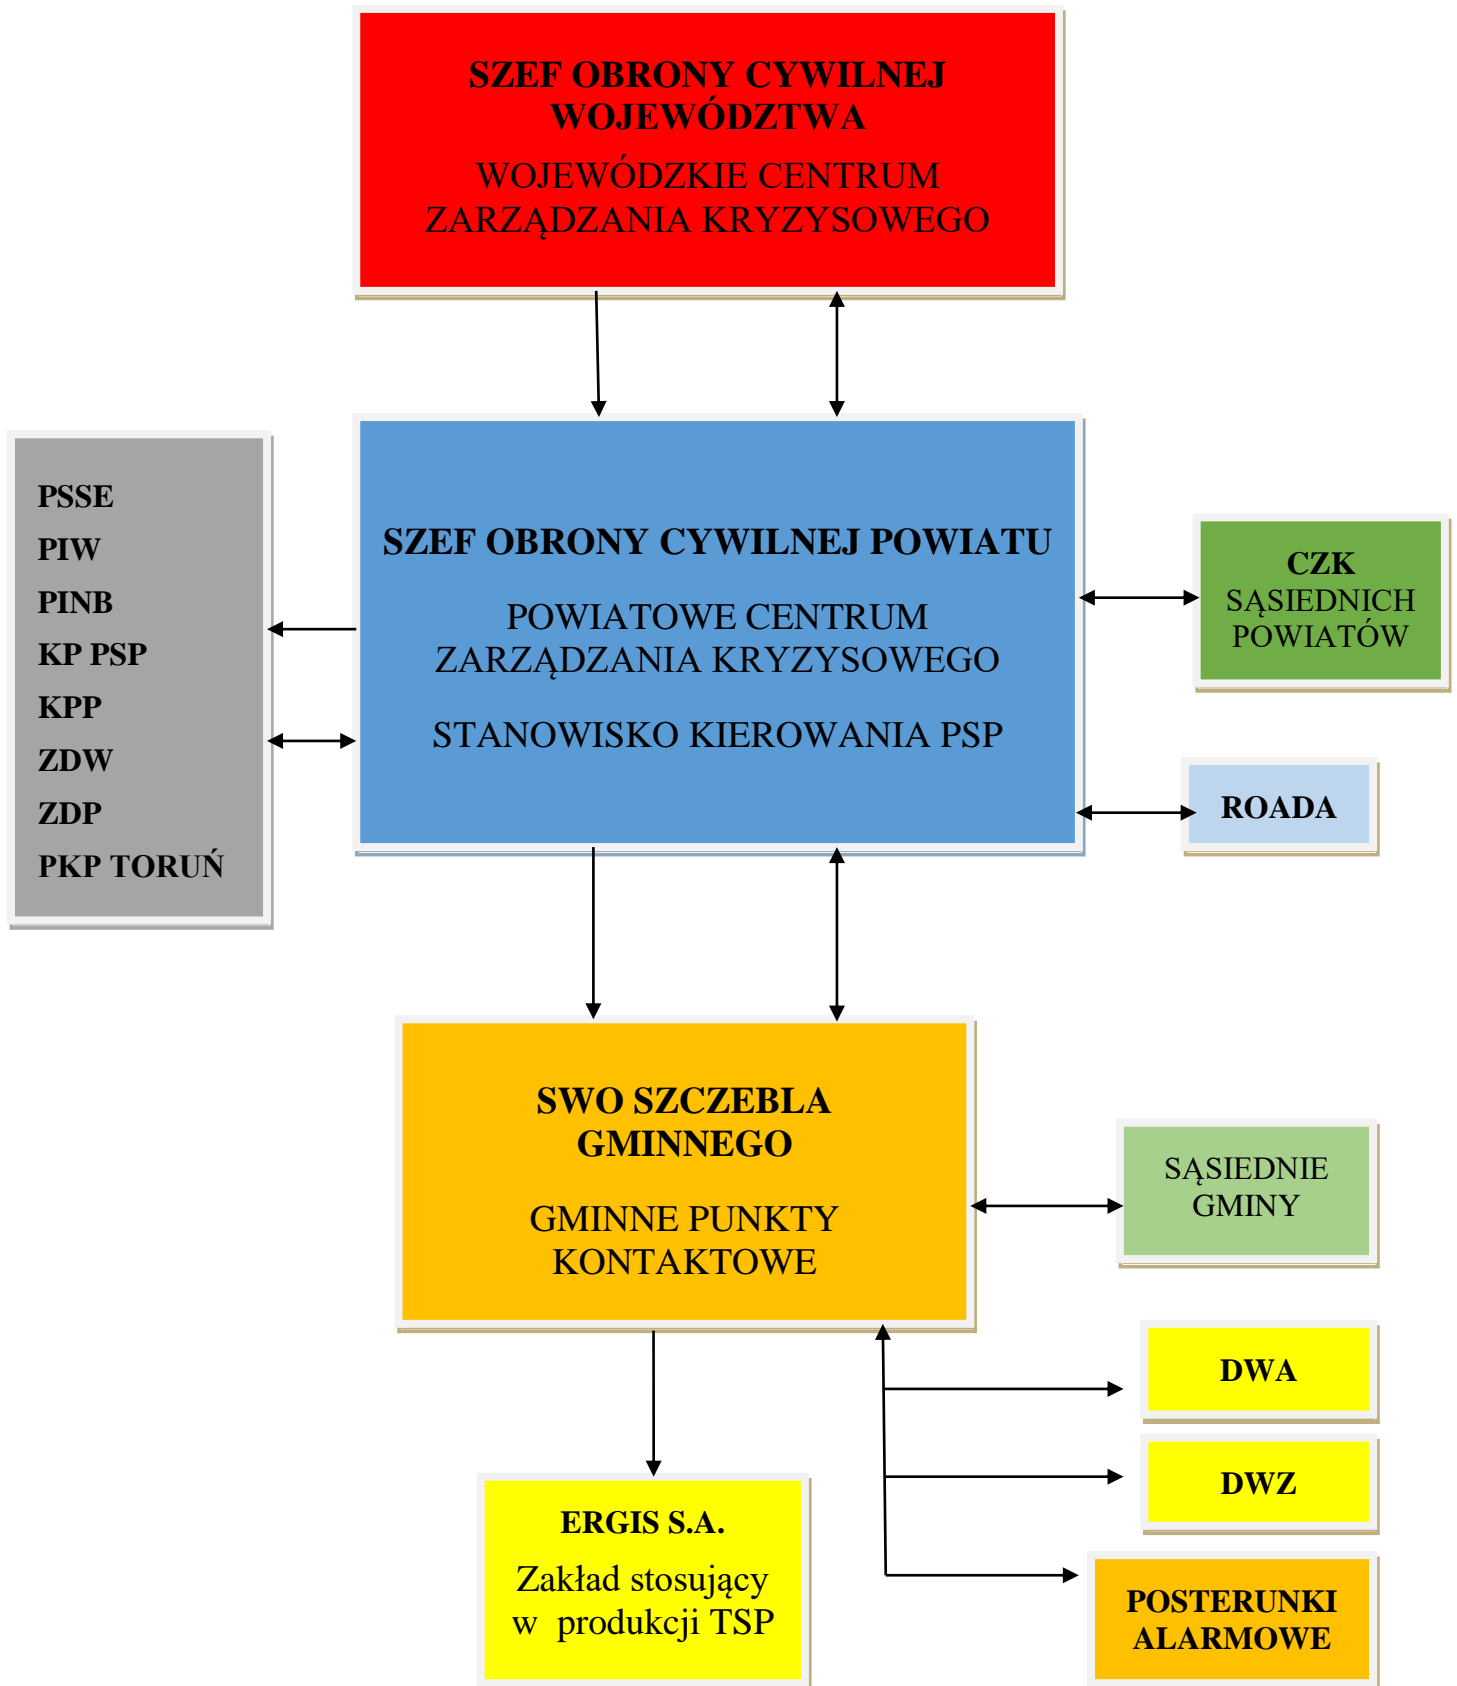 SZEF OBRONY CYWILNEJ
WOJEWÓDZTWA
WOJEWÓDZKIE CENTRUM
ZARZĄDZANIA KRYZYSOWEGO
PSSE
PIW
PINB
KP PSP
KPP
ZDW
ZDP
PKP TORUŃ
SZEF OBRONY CYWILNEJ POWIATU
POWIATOWE CENTRUM
ZARZĄDZANIA KRYZYSOWEGO
STANOWISKO KIEROWANIA PSP
CZK
SĄSIEDNICH
POWIATÓW
ROADA
SWO SZCZEBLA
GMINNEGO
GMINNE PUNKTY
KONTAKTOWE
SĄSIEDNIE
GMINY
DWA
DWZ
POSTERUNKI
ALARMOWE
ERGIS S.A.
Zakład stosujący
w  produkcji TSP